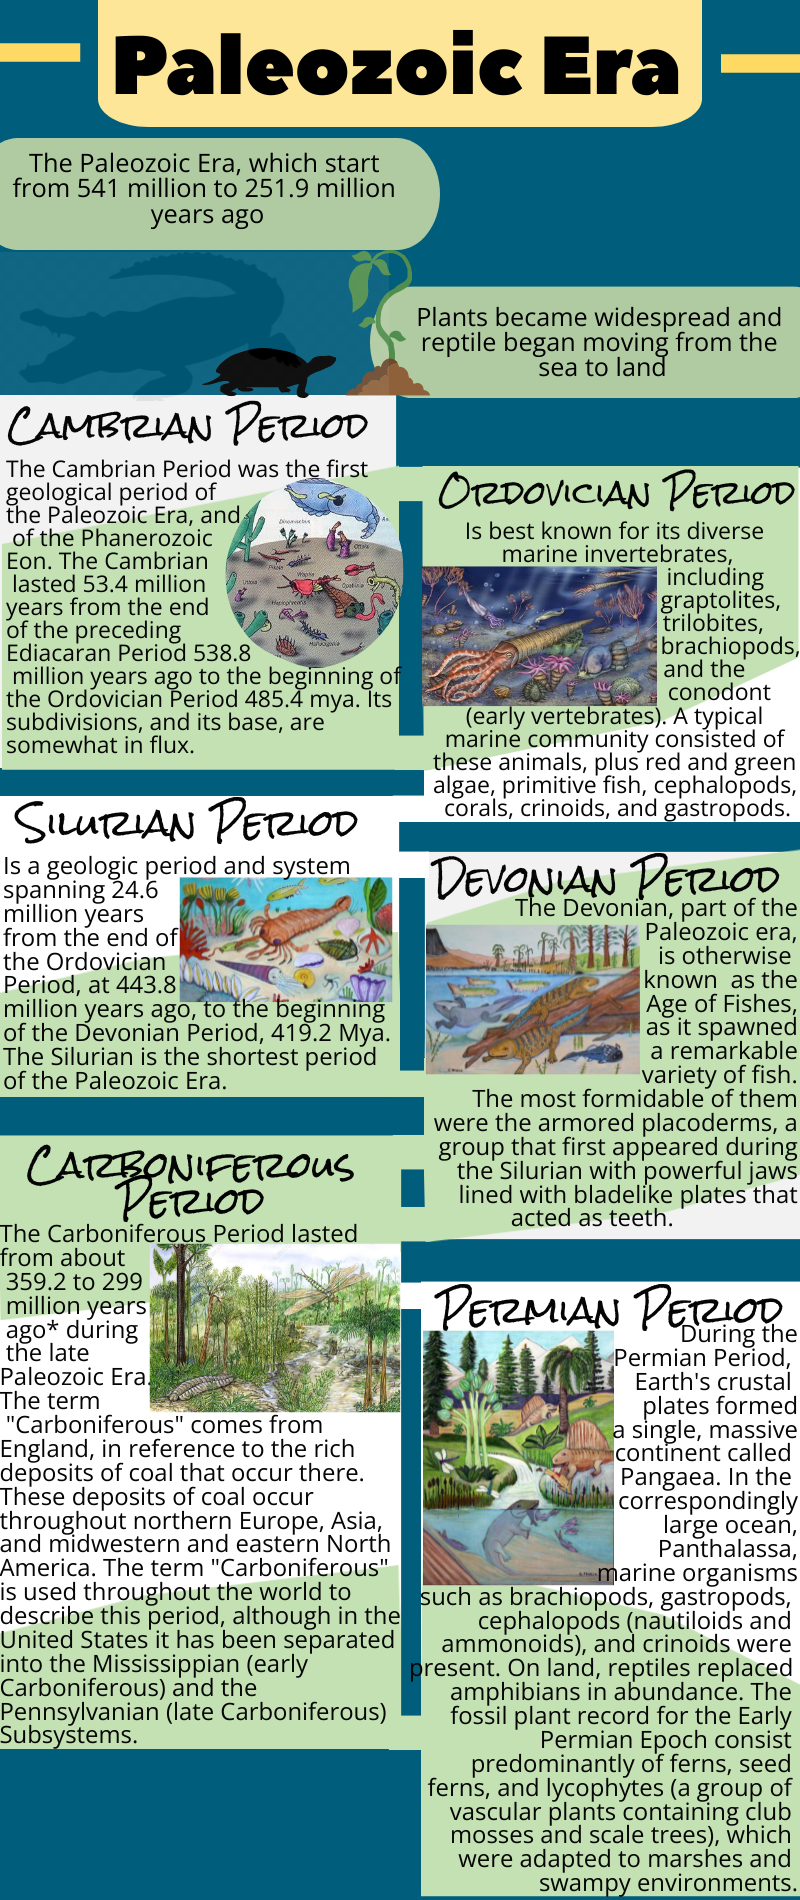 Paleozoic Era
The Paleozoic Era, which start
from 541 million to 251.9 million
years ago
Plants became widespread and
reptile began moving from the
sea to land
Cambrian Period
The Cambrian Period was the first
geological period of
the Paleozoic Era, and
of the Phanerozoic
Eon. The Cambrian
lasted 53.4 million
years from the end
of the preceding
Ediacaran Period 538.8
million years ago to the beginning of
the Ordovician Period 485.4 mya. Its
subdivisions, and its base, are
somewhat in flux.
Dinomischus
Ottoia
Pikaia
Wiwaxia
Opabinia
Hallucigenia
Ordovician Period
Is best known for its diverse
marine invertebrates,
including
graptolites,
trilobites,
brachiopods,
and the
conodont
(early vertebrates). A typical
marine community consisted of
these animals, plus red and green
algae, primitive fish, cephalopods,
corals, crinoids, and gastropods.
Silurian Period
Is a geologic period and system
spanning 24.6
million years
from the end of
the Ordovician
Period, at 443.8
million years ago, to the beginning
of the Devonian Period, 419.2 Mya.
The Silurian is the shortest period
of the Paleozoic Era.
Devonian Period
The Devonian, part of the
Paleozoic era,
is otherwise
known as the
Age of Fishes,
as it spawned
a remarkable
variety of fish.
The most formidable of them
were the armored placoderms, a
group that first appeared during
the Silurian with powerful jaws
lined with bladelike plates that
acted as teeth.
Carboniferous
Period
The Carboniferous Period lasted
from about
359.2 to 299
million years
ago* during
the late
Paleozoic Era.
The term
"Carboniferous" comes from
England, in reference to the rich
deposits of coal that occur there.
These deposits of coal occur
throughout northern Europe, Asia,
and midwestern and eastern North
America. The term "Carboniferous"
is used throughout the world to
describe this period, although in the
United States it has been separated
into the Mississippian (early
Carboniferous) and the
Pennsylvanian (late Carboniferous)
Subsystems.
Permian Period
During the
Permian Period,
Earth's crustal
plates formed
a single, massive
continent called
Pangaea. In the
correspondingly
large ocean,
Panthalassa,
marine organisms
such as brachiopods, gastropods,
cephalopods (nautiloids and
ammonoids), and crinoids were
present. On land, reptiles replaced
amphibians in abundance. The
fossil plant record for the Early
Permian Epoch consist
predominantly of ferns, seed
ferns, and lycophytes (a group of
vascular plants containing club
mosses and scale trees), which
were adapted to marshes and
swampy environments.